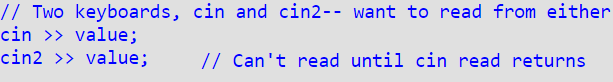 // Two keyboards, cin and cin2-- want to read from either
cin >> value;
cin2 >> value;    // Can't read until cin read returns